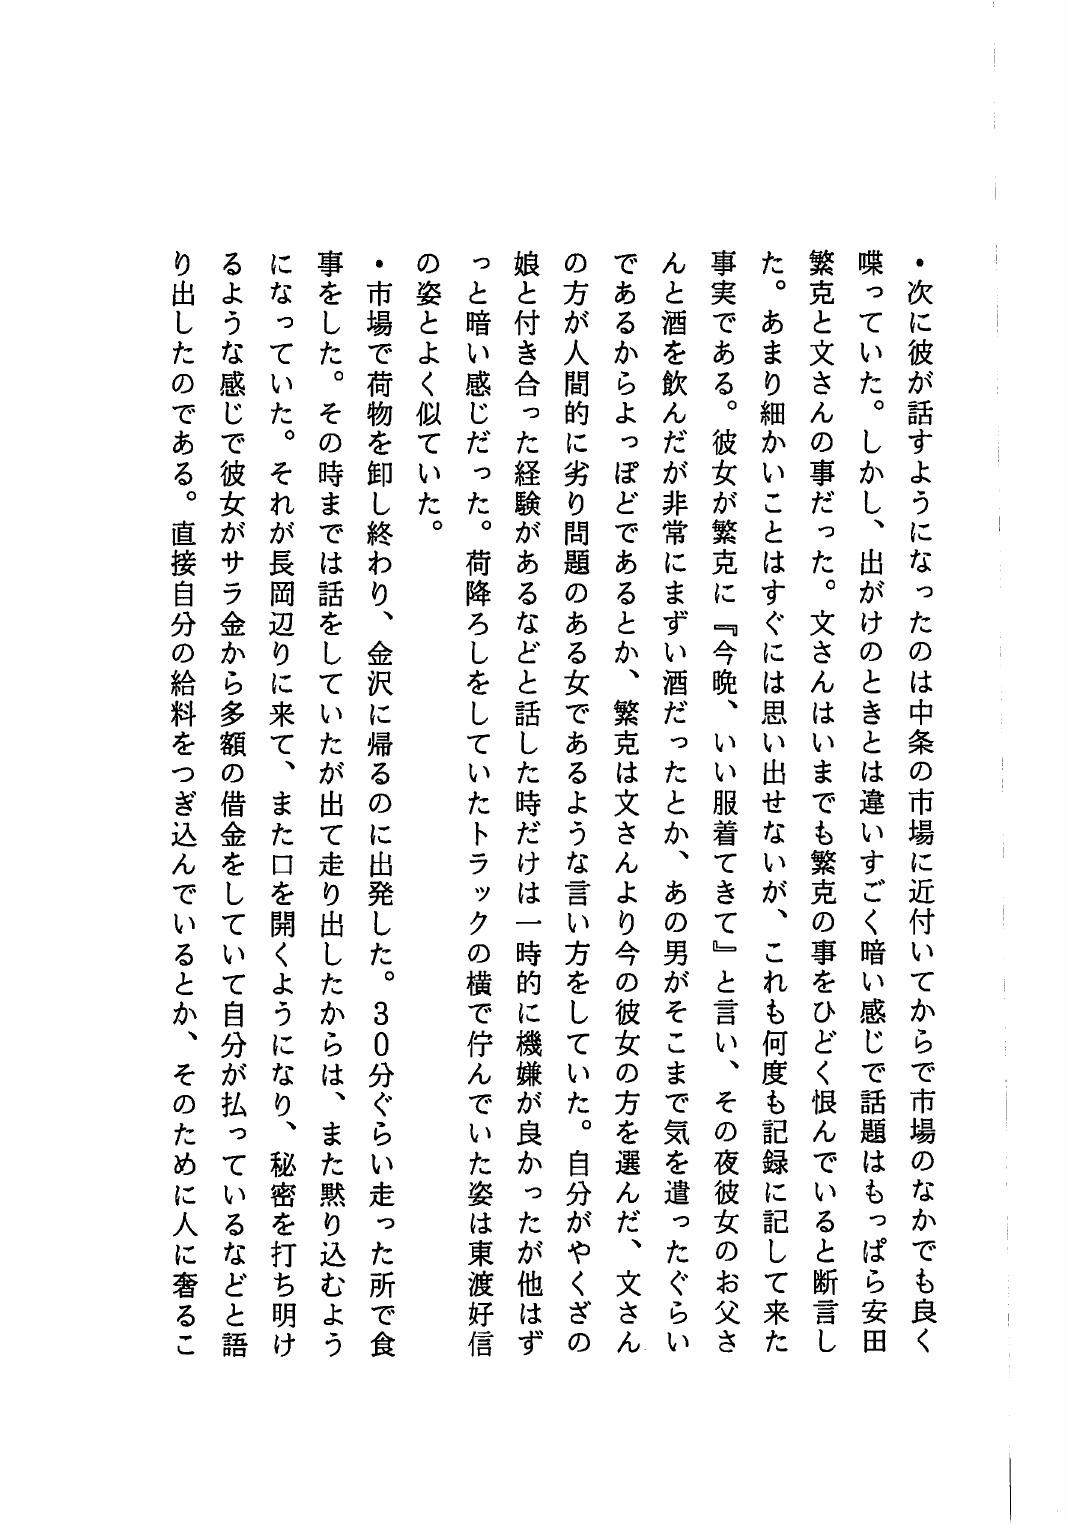 ・次に彼が話すようになったのは中条の市場に近付いてからで市場のなかでも良く
喋っていた。しかし、出がけのときとは違いすごく暗い感じで話題はもっぱら安田
繁克と文さんの事だった。文さんはいまでも繁克の事をひどく恨んでいると断言し
た。あまり細かいことはすぐには思い出せないが、これも何度も記録に記して来た
事実である。彼女が繁克に『今晩、いい服着てきて』と言い、その夜彼女のお父さ
んと酒を飲んだが非常にまずい酒だったとか、あの男がそこまで気を遣ったぐらい
であるからよっぽどであるとか、繁克は文さんより今の彼女の方を選んだ、文さん
の方が人間的に劣り問題のある女であるような言い方をしていた。自分がやくざの
娘と付き合った経験があるなどと話した時だけは一時的に機嫌が良かったが他はず
っと暗い感じだった。荷降ろしをしていたトラックの横で佇んでいた姿は東渡好信
の姿とよく似ていた。
・市場で荷物を卸し終わり、金沢に帰るのに出発した。30分ぐらい走った所で食
事をした。その時までは話をしていたが出て走り出したからは、また黙り込むよう
になっていた。それが長岡辺りに来て、また口を開くようになり、秘密を打ち明け
るような感じで彼女がサラ金から多額の借金をしていて自分が払っているなどと語
り出したのである。直接自分の給料をつぎ込んでいるとか、そのために人に奢るこ